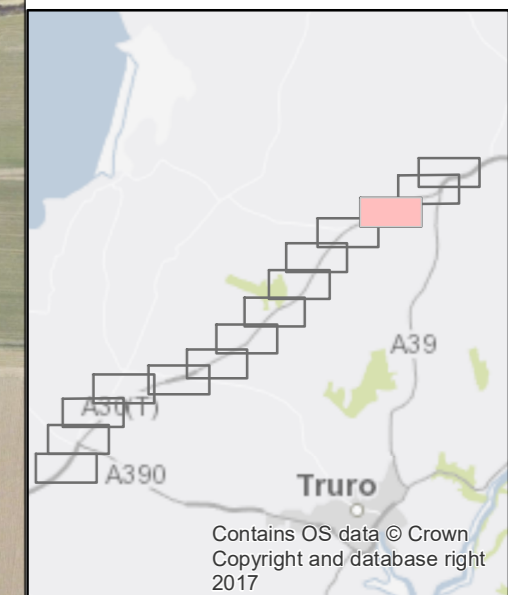 A39
A30(T)
A390
Truro
Contains OS data © Crown
Copyright and database right
2017